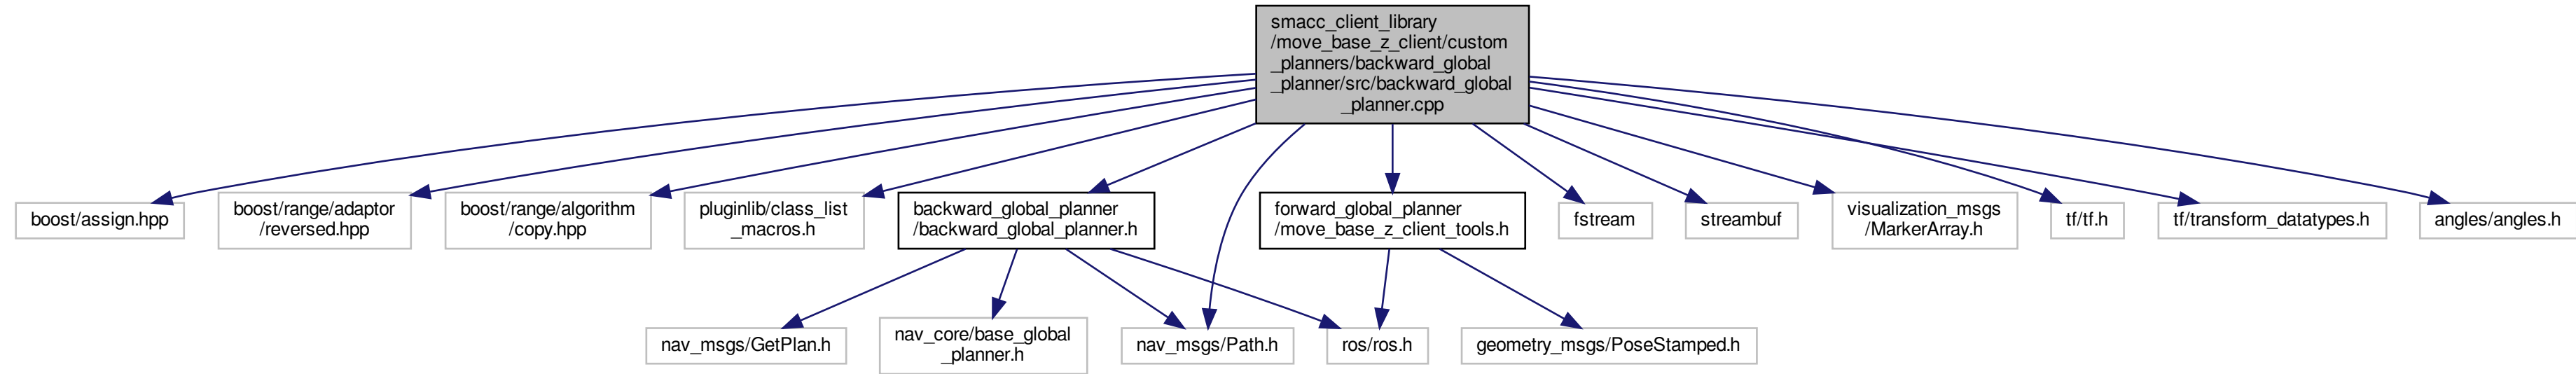 smacc_client_library
/move_base_z_client/custom
_planners/backward_global
_planner/src/backward_global
_planner.cpp
boost/assign.hpp
boost/range/adaptor
/reversed.hpp
boost/range/algorithm
/copy.hpp
pluginlib/class_list
_macros.h
backward_global_planner
/backward_global_planner.h
forward_global_planner
/move_base_z_client_tools.h
fstream
streambuf
visualization_msgs
/MarkerArray.h
tf/tf.h
tf/transform_datatypes.h
angles/angles.h
nav_msgs/GetPlan.h
nav_core/base_global
_planner.h
nav_msgs/Path.h
ros/ros.h
geometry_msgs/PoseStamped.h